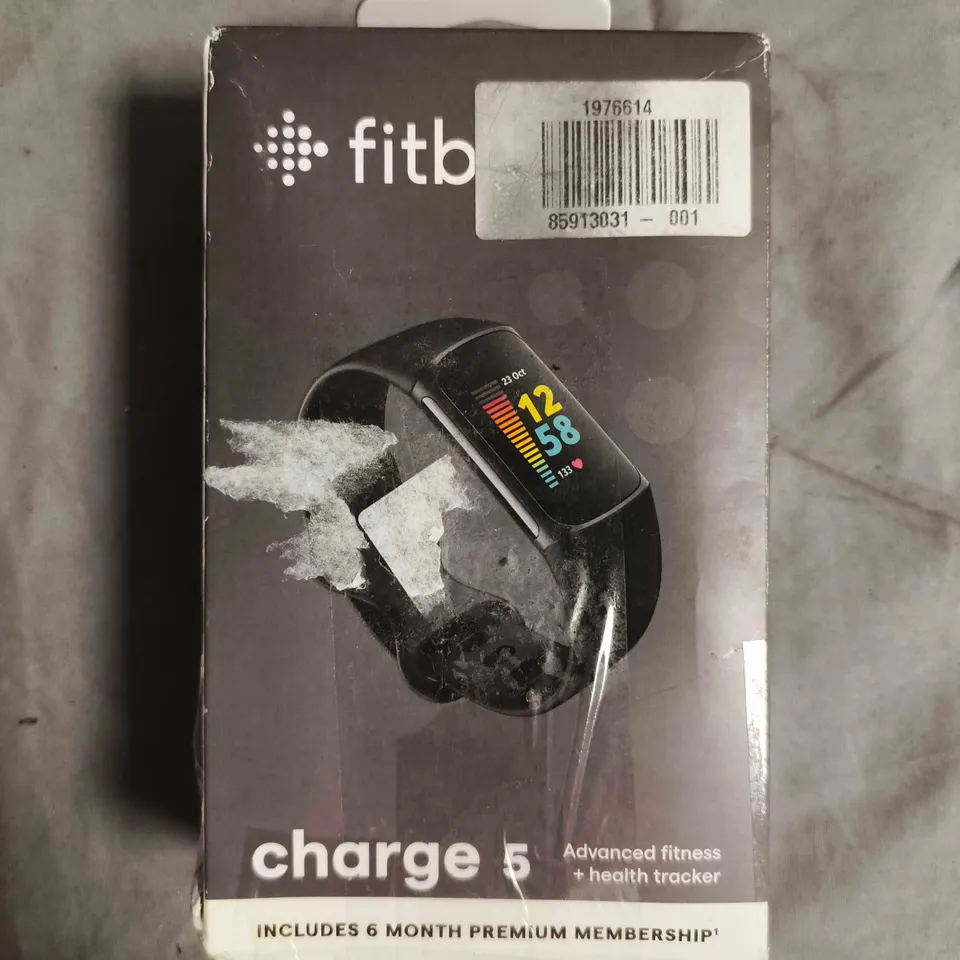 1976614
fitb
85913031 - 001
23 Oct
12
58
133
charge 5
Advanced fitness
+ health tracker
INCLUDES 6 MONTH PREMIUM MEMBERSHIP¹